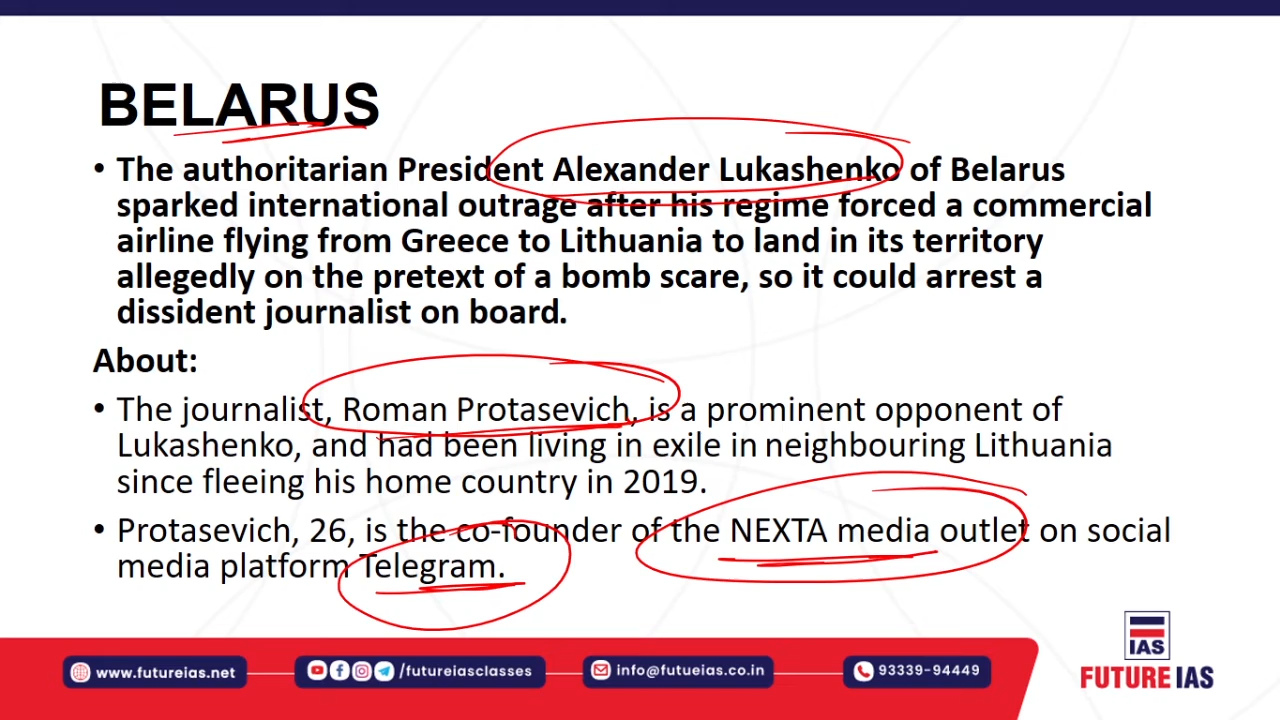 BELARUS
• The authoritarian President Alexander Lukashenko of Belarus
sparked international outrage after his regime forced a commercial
airline flying from Greece to Lithuania to land in its territory
allegedly on the pretext of a bomb scare, so it could arrest a
dissident journalist on board.
About:
• The journalist, Roman Protasevich, is a prominent opponent of
Lukashenko, and had been living in exile in neighbouring Lithuania
since fleeing his home country in 2019.
• Protasevich, 26, is the co-founder of the NEXTA media outlet on social
media platform Telegram.
www.futureias.net
/futureiasclasses
info@futueias.co.in
93339-94449
IAS
FUTURE IAS